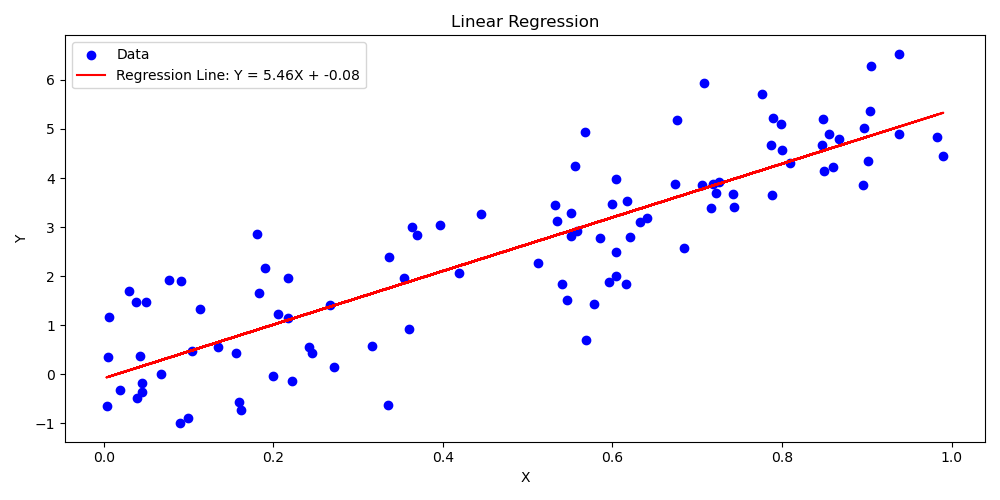 Linear Regression
Data
Regression Line: Y = 5.46X + -0.08
Y
6
5
4
3
2
1
0
−1
0.0 0.2 0.4 0.6 0.8 1.0
X